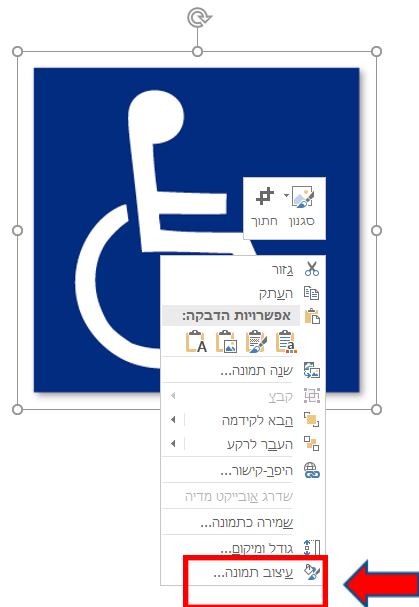 סגנון
חתוך
גזור
העתק
אפשרויות הדבקה:
A
שנה תמונה...
קבץ
הבא לקידמה
העבר לרקע
היפר-קישור...
שדרג אובייקט מדיה
שמירה כתמונה...
גודל ומיקום...
עיצוב תמונה...